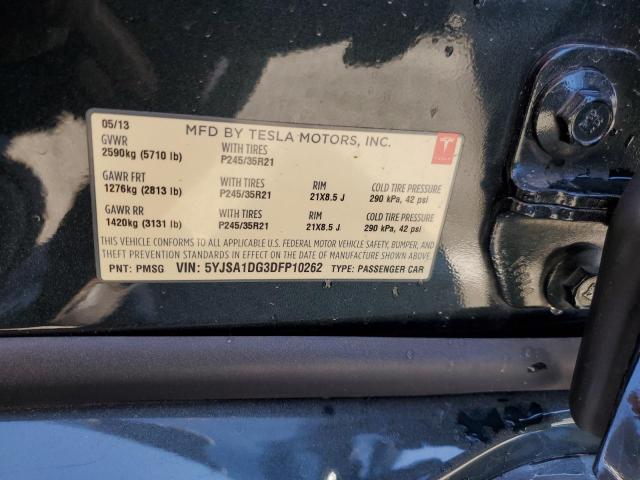 05/13 MFD BY TESLA MOTORS, INC.
GVWR WITH TIRES
2590kg (5710 lb) P245/35R21
GAWR FRT WITH TIRES RIM COLD TIRE PRESSURE
1276kg (2813 lb) P245/35R21 21X8.5 J 290 kPa, 42 psi
GAWR RR WITH TIRES RIM COLD TIRE PRESSURE
1420kg (3131 lb) P245/35R21 21X8.5 J 290 kPa, 42 psi
THIS VEHICLE CONFORMS TO ALL APPLICABLE U.S. FEDERAL MOTOR VEHICLE SAFETY, BUMPER, AND
THEFT PREVENTION STANDARDS IN EFFECT ON THE DATE OF MANUFACTURE SHOWN ABOVE.
PNT: PMSG VIN: 5YJSA1DG3DFP10262 TYPE: PASSENGER CAR